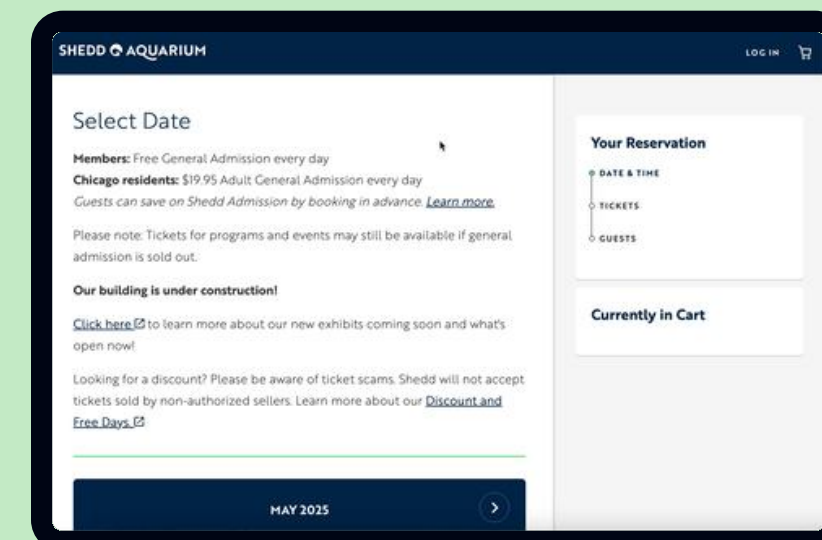 SHEDD AQUARIUM
LOG IN
Select Date
Members: Free General Admission every day
Chicago residents: $19.95 Adult General Admission every day
Guests can save on Shedd Admission by booking in advance. Learn more.
Please note: Tickets for programs and events may still be available if general
admission is sold out.
Our building is under construction!
Click here to learn more about our new exhibits coming soon and what's
open now!
Looking for a discount? Please be aware of ticket scams. Shedd will not accept
tickets sold by non-authorized sellers. Learn more about our Discount and
Free Days.
MAY 2025
Your Reservation
DATE & TIME
TICKETS
GUESTS
Currently in Cart